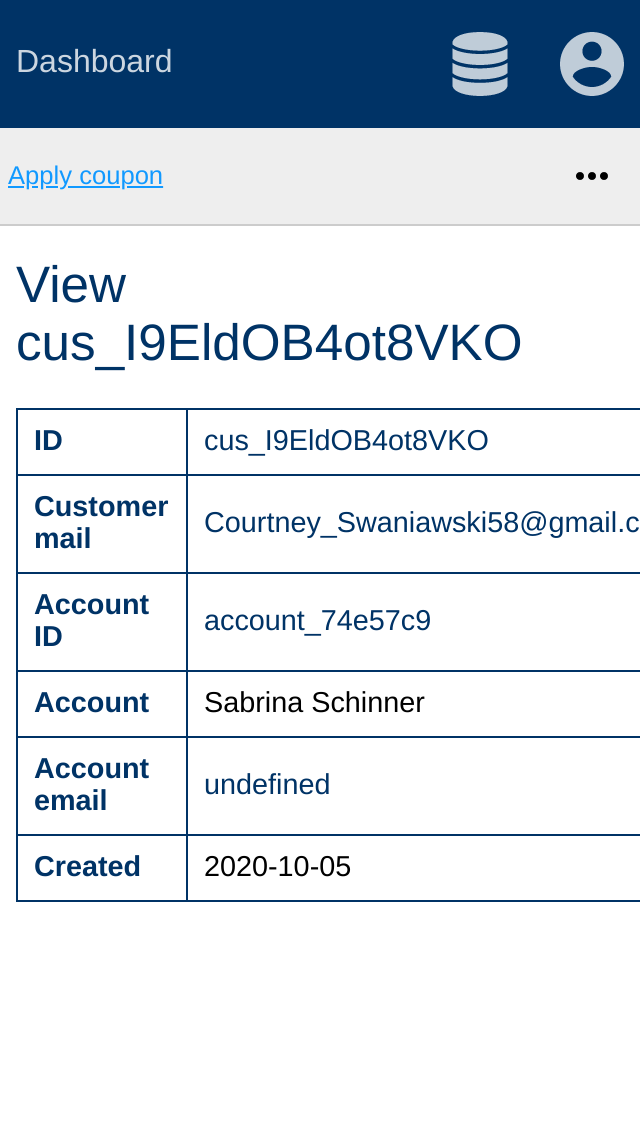 Dashboard
Apply coupon
View
cus_I9EldOB4ot8VKO
ID
cus_I9EldOB4ot8VKO
Customer
mail
Courtney_Swaniawski58@gmail.c
Account
ID
account_74e57c9
Account
Sabrina Schinner
Account
email
undefined
Created
2020-10-05